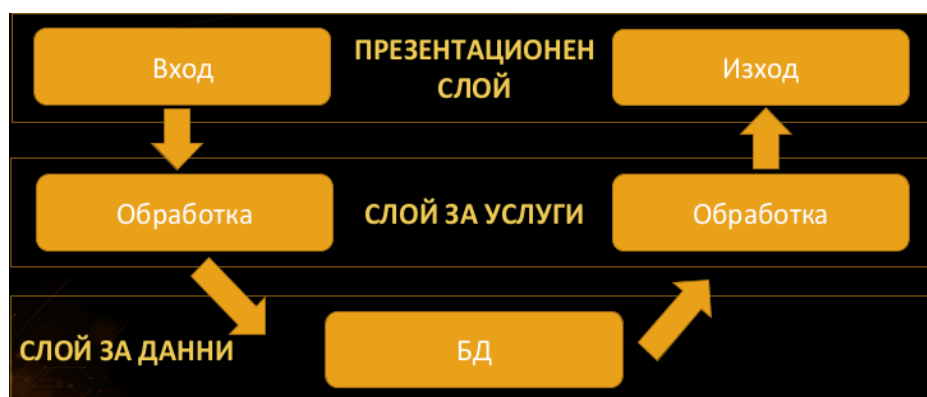 Вход
ПРЕЗЕНТАЦИОНЕН
СЛОЙ
Изход
Обработка
СЛОЙ ЗА УСЛУГИ
Обработка
СЛОЙ ЗА ДАННИ
БД